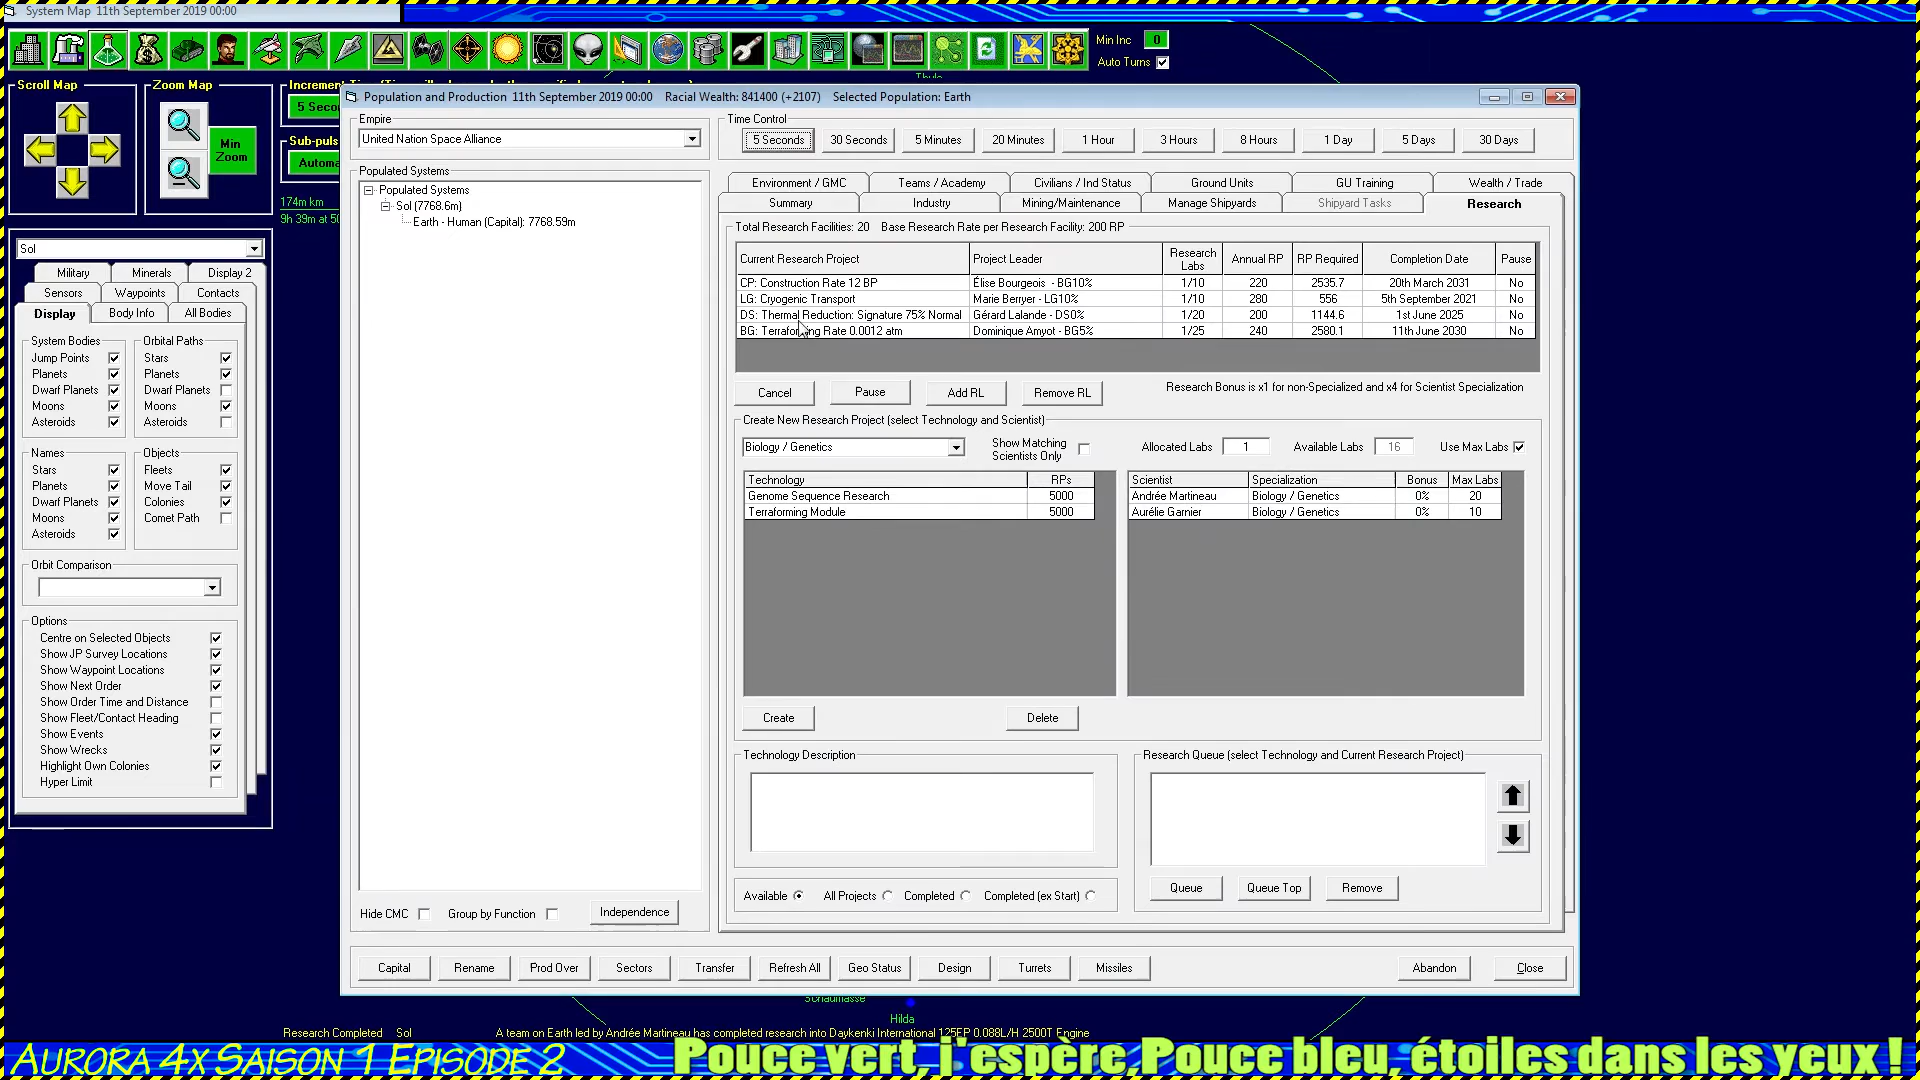 System Map 11th September 2019 00:00
Min Inc 0
Auto Turns
Scroll Map
Zoom Map
Min Zoom
5 Seco
Sub-puls
Automa
174m km
9h 39m at 50
Population and Production 11th September 2019 00:00 Racial Wealth: 841400 (+2107) Selected Population: Earth
Empire
United Nation Space Alliance
Time Control
5 Seconds 30 Seconds 5 Minutes 20 Minutes 1 Hour 3 Hours 8 Hours 1 Day 5 Days 30 Days
Populated Systems
Populated Systems
Sol (7768.6m)
Earth - Human (Capital): 7768.59m
Environment / GMC Teams / Academy Civilians / Ind Status Ground Units GU Training Wealth / Trade
Summary Industry Mining/Maintenance Manage Shipyards Shipyard Tasks Research
Total Research Facilities: 20 Base Research Rate per Research Facility: 200 RP
Current Research Project Project Leader Research Labs Annual RP RP Required Completion Date Pause
CP: Construction Rate 12 BP Élise Bourgeois - BG10% 1/10 220 2535.7 20th March 2031 No
LG: Cryogenic Transport Marie Berryer - LG10% 1/10 280 556 5th September 2021 No
DS: Thermal Reduction: Signature 75% Normal Gérard Lalande - DS0% 1/20 200 1144.6 1st June 2025 No
BG: Terraforming Rate 0.0012 atm Dominique Amyot - BG5% 1/25 240 2580.1 11th June 2030 No
Cancel Pause Add RL Remove RL Research Bonus is x1 for non-Specialized and x4 for Scientist Specialization
Create New Research Project (select Technology and Scientist)
Biology / Genetics Show Matching Scientists Only Allocated Labs 1 Available Labs 16 Use Max Labs
Technology RPs
Genome Sequence Research 5000
Terraforming Module 5000
Scientist Specialization Bonus Max Labs
Andrée Martineau Biology / Genetics 0% 20
Aurélie Garnier Biology / Genetics 0% 10
Create Delete
Technology Description
Research Queue (select Technology and Current Research Project)
Available All Projects Completed Completed (ex Start)
Queue Queue Top Remove
Hide CMC Group by Function Independence
Capital Rename Prod Over Sectors Transfer Refresh All Geo Status Design Turrets Missiles Abandon Close
Sol
Military Minerals Display 2
Sensors Waypoints Contacts
Display Body Info All Bodies
System Bodies
Jump Points
Planets
Dwarf Planets
Moons
Asteroids
Orbital Paths
Stars
Planets
Dwarf Planets
Moons
Asteroids
Names
Stars
Planets
Dwarf Planets
Moons
Asteroids
Objects
Fleets
Move Tail
Colonies
Comet Path
Orbit Comparison
Options
Centre on Selected Objects
Show JP Survey Locations
Show Waypoint Locations
Show Next Order
Show Order Time and Distance
Show Fleet/Contact Heading
Show Events
Show Wrecks
Highlight Own Colonies
Hyper Limit
Schaumasse
Hilda
Research Completed Sol A team on Earth led by Andrée Martineau has completed research into Daykenki International 125EP 0.088L/H 2500T Engine
Aurora 4x Saison 1 Episode 2
Pouce vert, j'espère,Pouce bleu, étoiles dans les yeux !